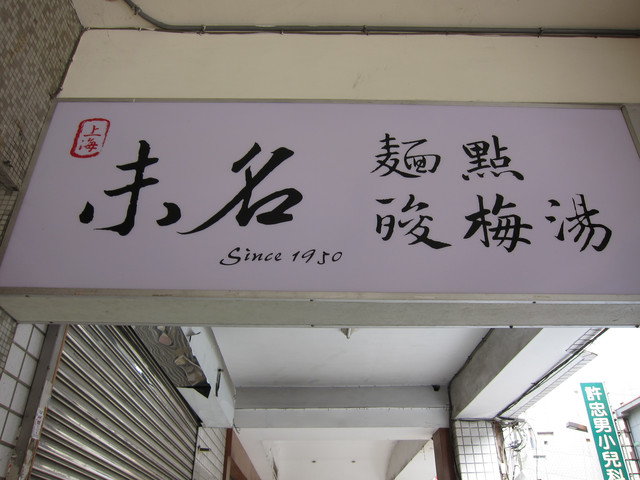 上海
未名
Since 1950
麵點
酸梅湯
許忠男小兒科